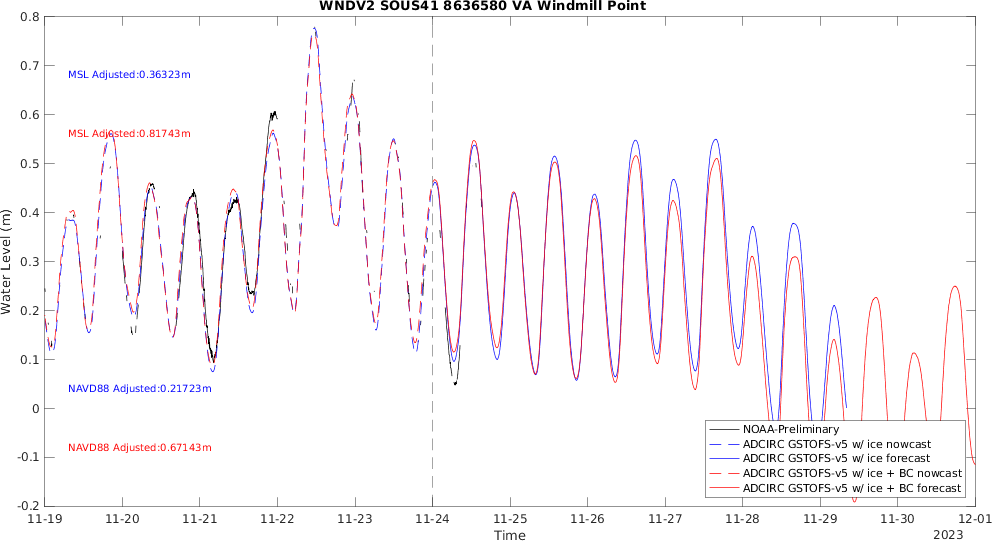 WNDV2 SOUS41 8636580 VA Windmill Point
0.8
0.7
0.6
0.5
0.4
0.3
0.2
0.1
0
-0.1
-0.2
Water Level (m)
MSL Adjusted:0.36323m
MSL Adjusted:0.81743m
NAVD88 Adjusted:0.21723m
NAVD88 Adjusted:0.67143m
NOAA-Preliminary
ADCIRC GSTOFS-v5 w/ ice nowcast
ADCIRC GSTOFS-v5 w/ ice forecast
ADCIRC GSTOFS-v5 w/ ice + BC nowcast
ADCIRC GSTOFS-v5 w/ ice + BC forecast
11-19 11-20 11-21 11-22 11-23 11-24 11-25 11-26 11-27 11-28 11-29 11-30 12-01
Time
2023